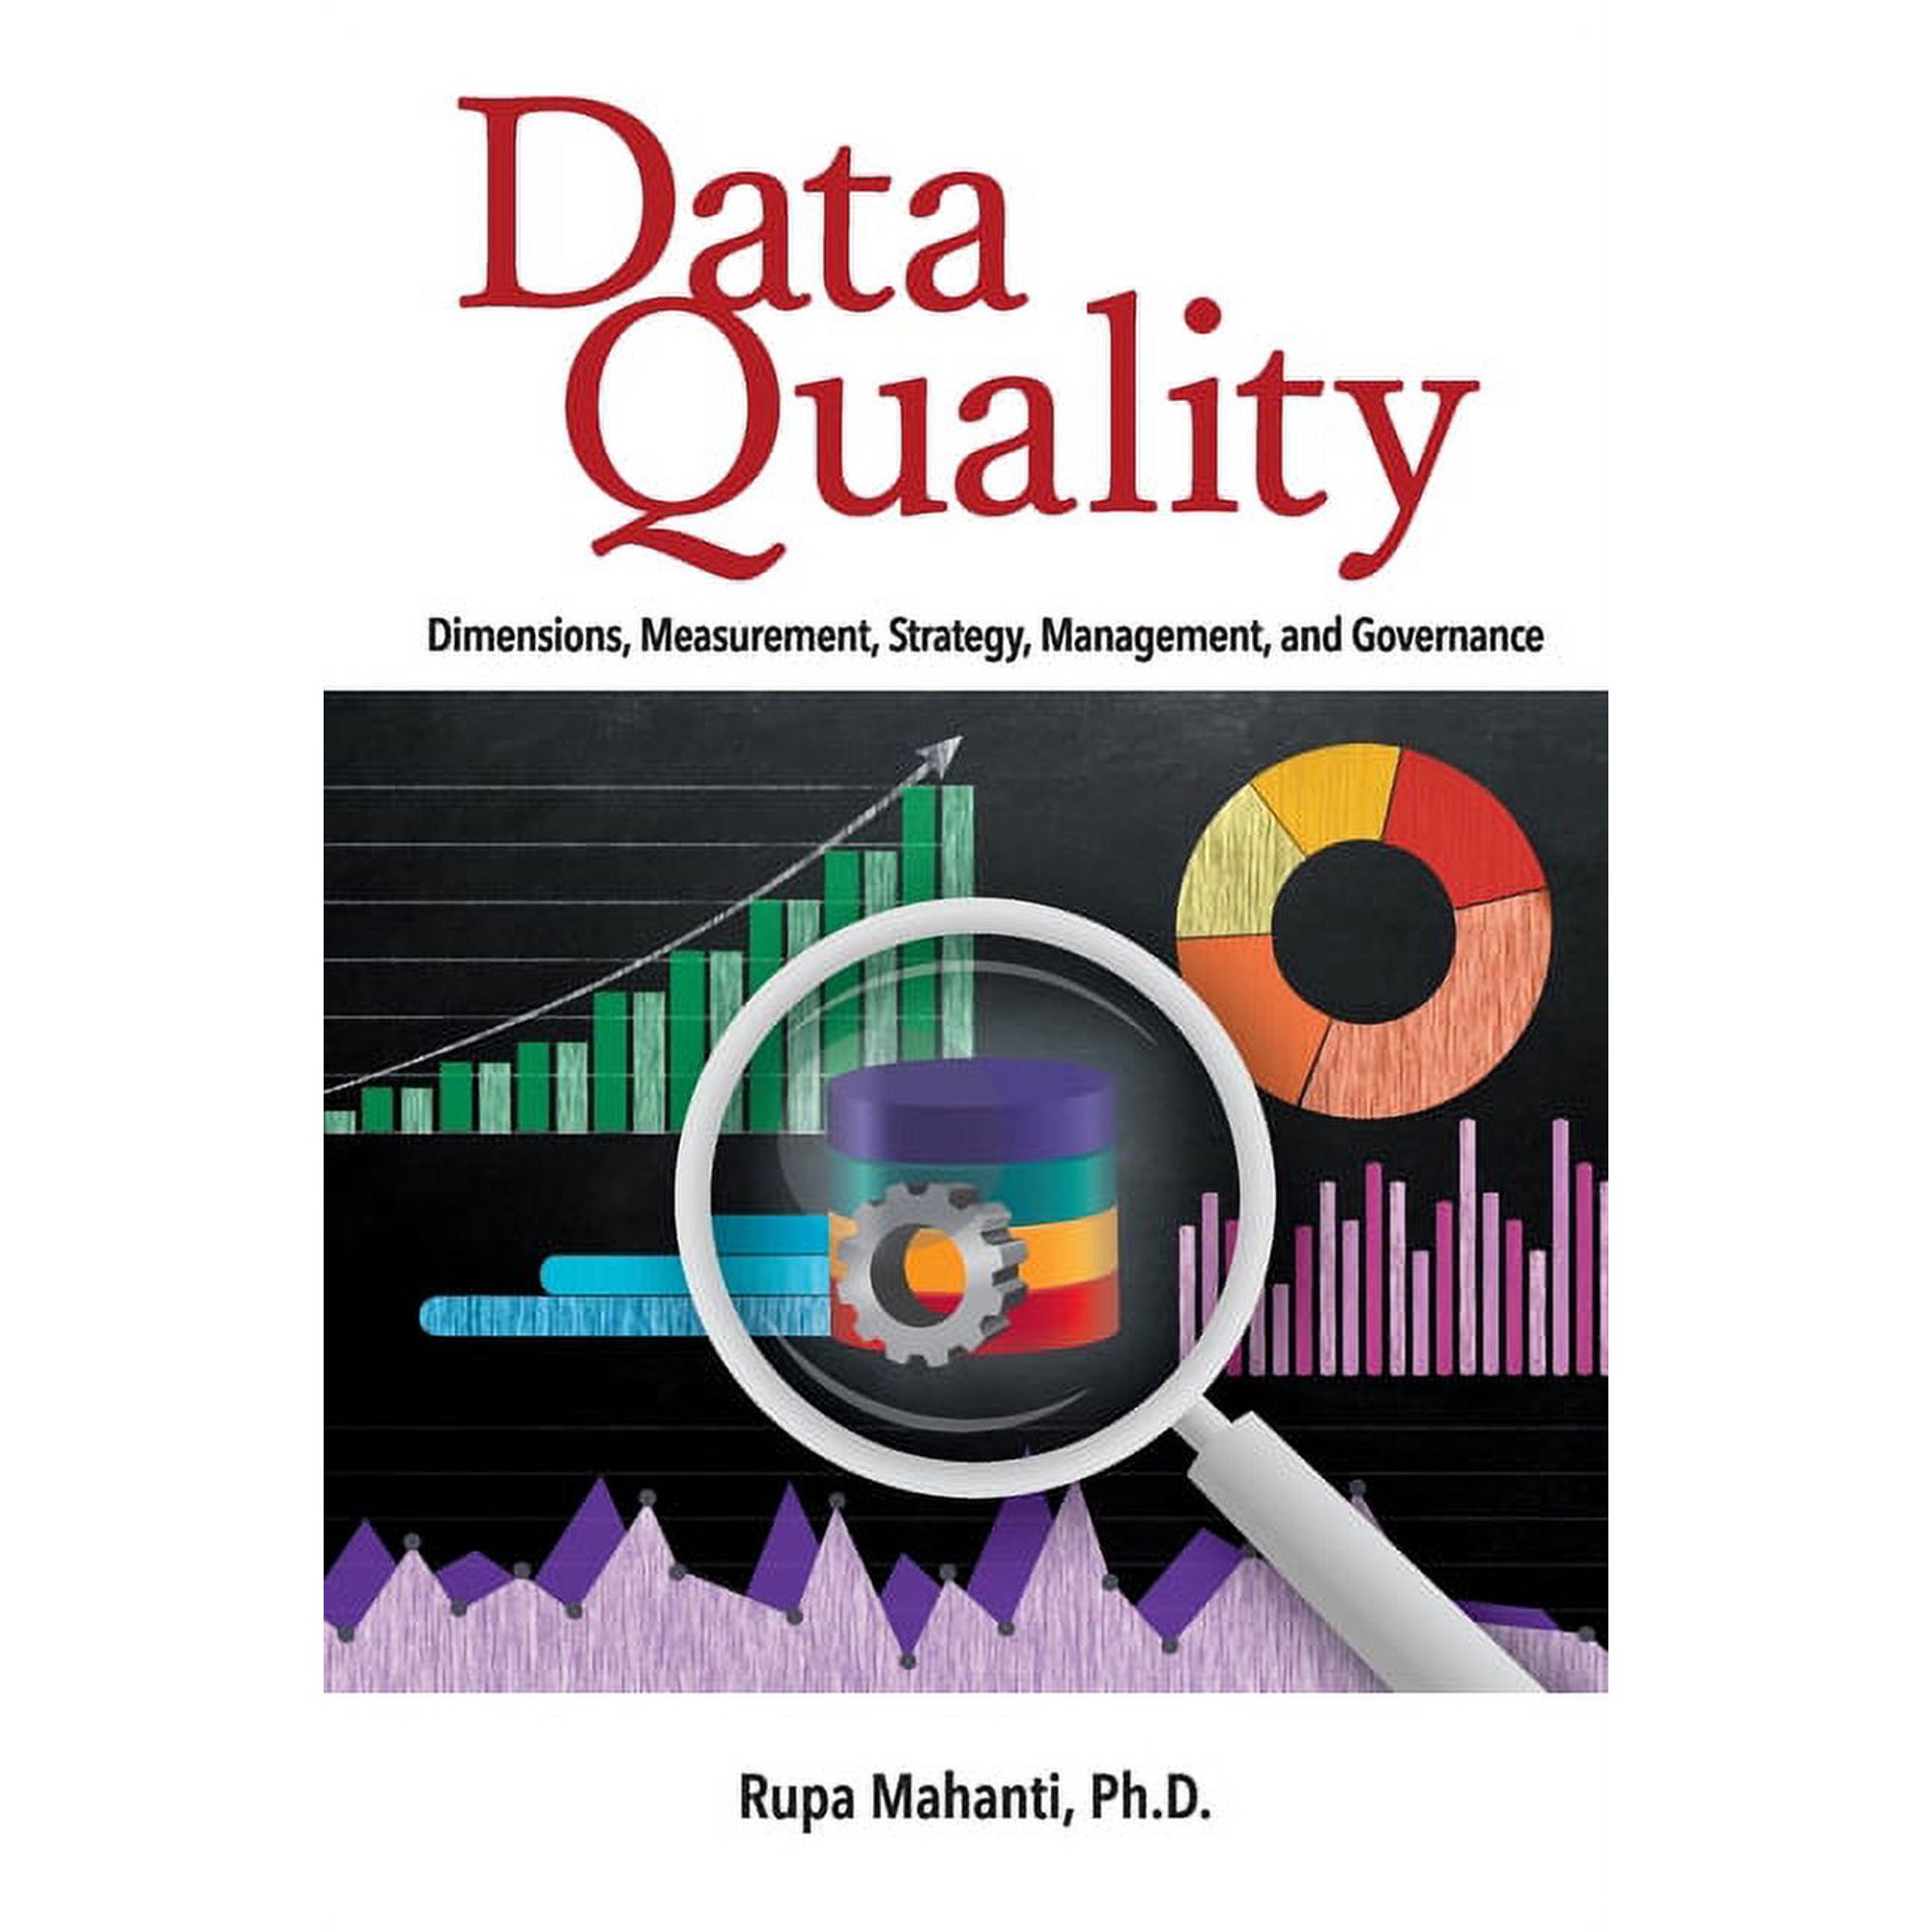 Data
Quality
Dimensions, Measurement, Strategy, Management, and Governance
Rupa Mahanti, Ph.D.